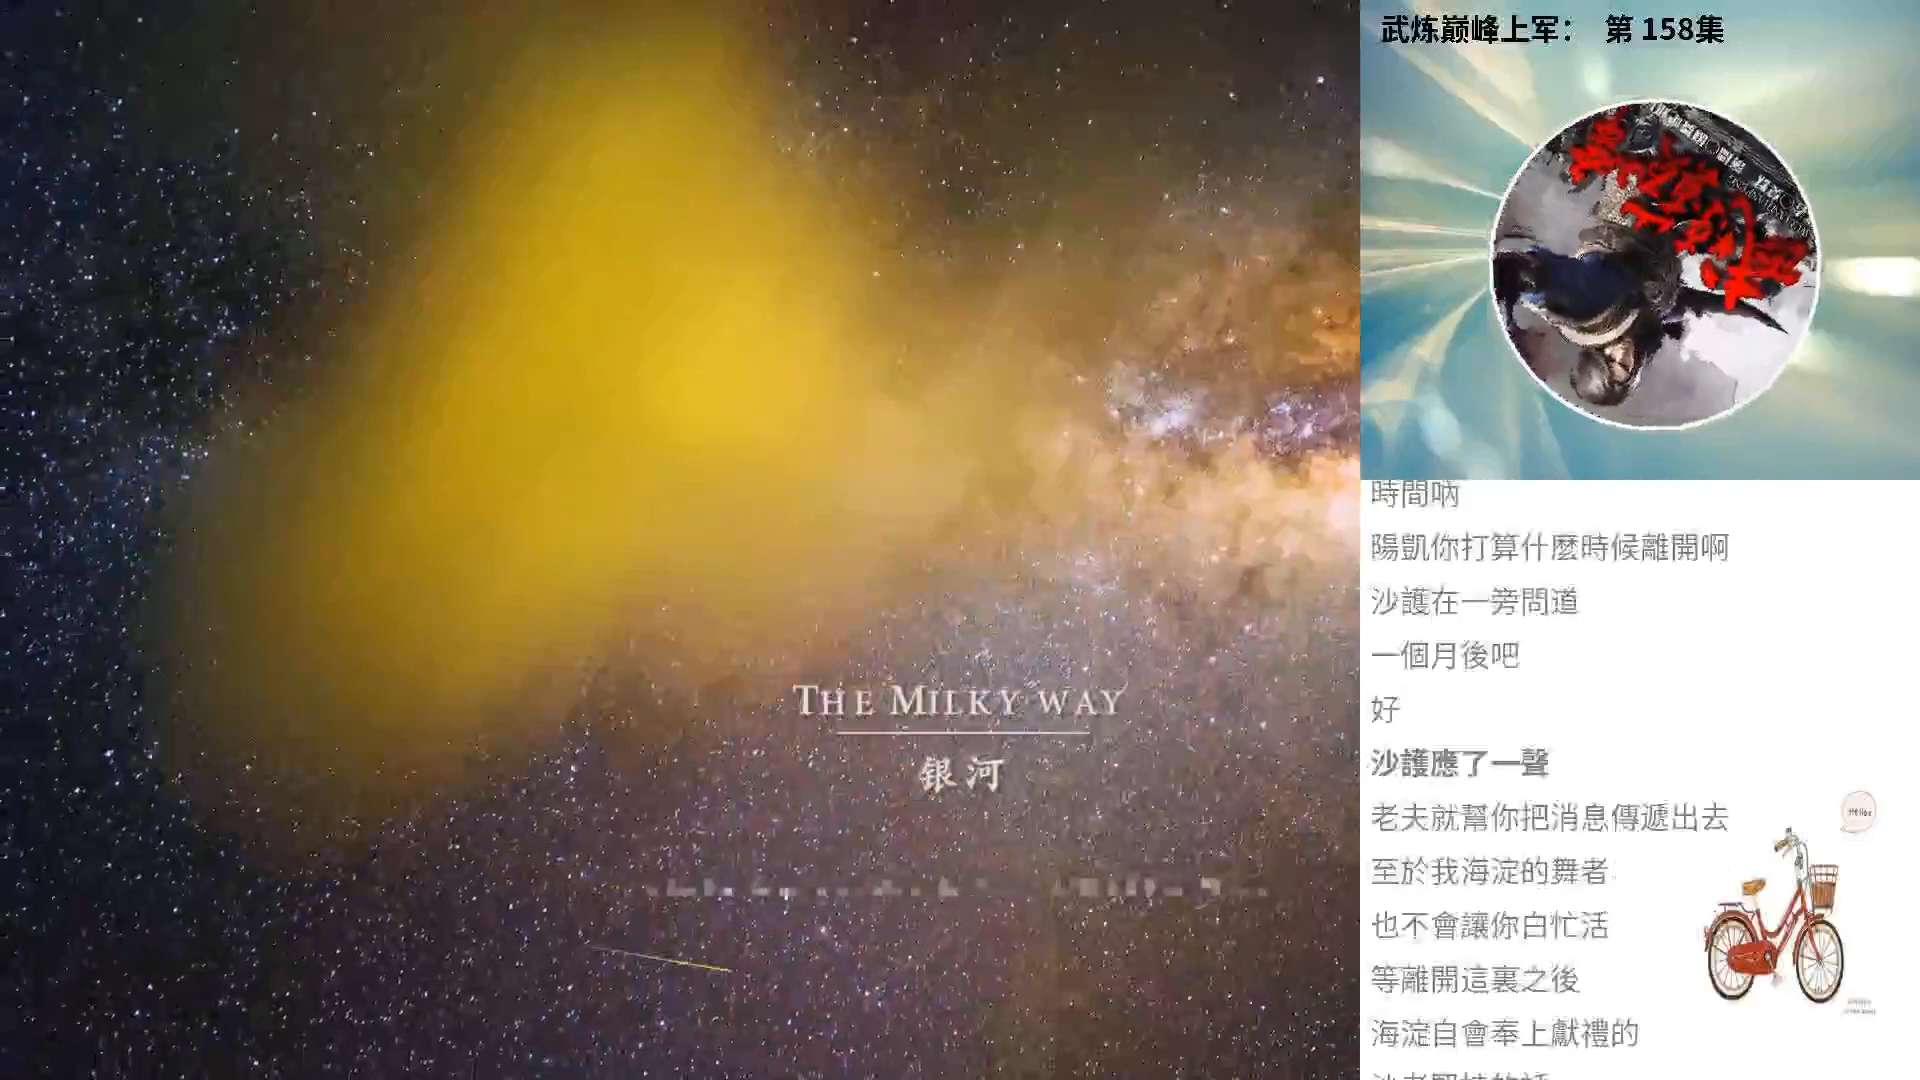 武炼巅峰上军： 第 158集
THE MILKY WAY
银河
時間吶
陽凱你打算什麼時候離開啊
沙護在一旁問道
一個月後吧
好
沙護應了一聲
老夫就幫你把消息傳遞出去
至於我海淀的舞者
也不會讓你白忙活
等離開這裏之後
海淀自會奉上獻禮的